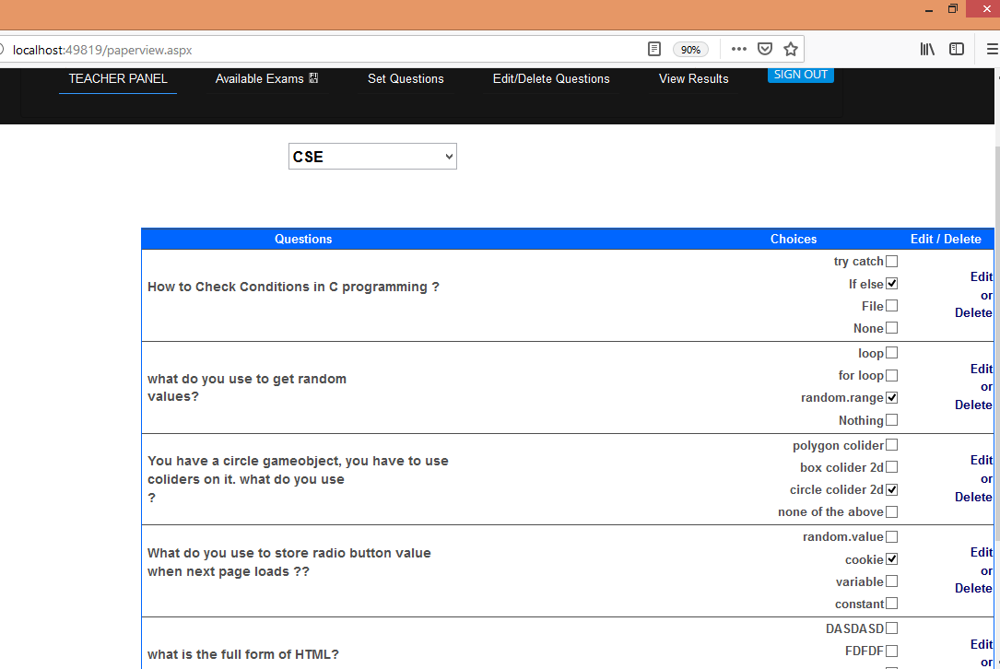 localhost:49819/paperview.aspx
90%
TEACHER PANEL
Available Exams
Set Questions
Edit/Delete Questions
View Results
SIGN OUT
CSE
Questions
Choices
Edit / Delete
How to Check Conditions in C programming ?
try catch
If else
File
None
Edit
or
Delete
what do you use to get random
values?
loop
for loop
random.range
Nothing
Edit
or
Delete
You have a circle gameobject, you have to use
coliders on it. what do you use
?
polygon colider
box colider 2d
circle colider 2d
none of the above
Edit
or
Delete
What do you use to store radio button value
when next page loads ??
random.value
cookie
variable
constant
Edit
or
Delete
what is the full form of HTML?
DASDASD
FDFDF
Edit
or